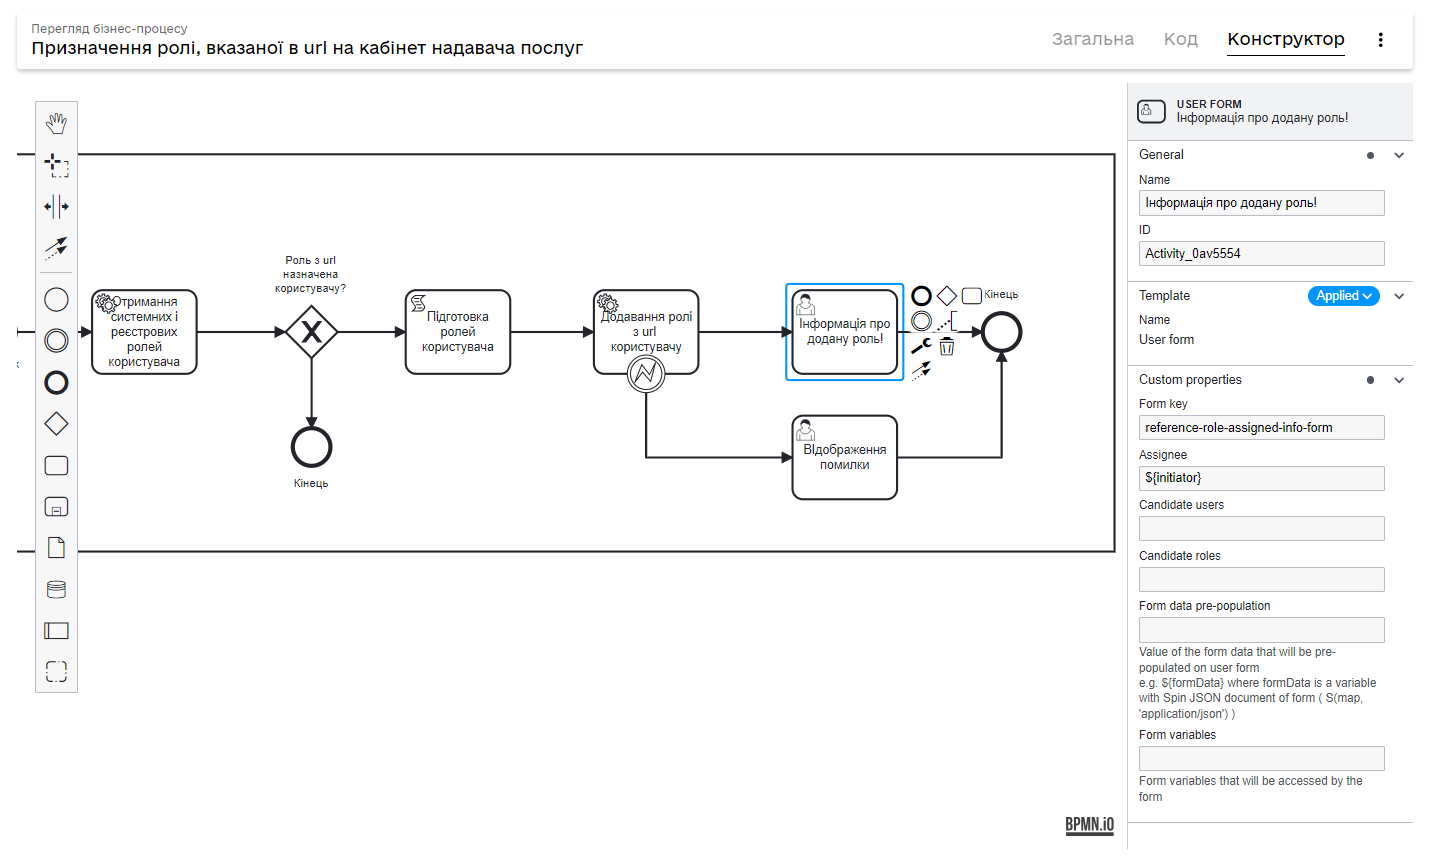 Перегляд бізнес-процесу
Призначення ролі, вказаної в url на кабінет надавача послуг
Загальна
Код
Конструктор
Роль з url
назначена
користувачу?
Отримання
системних і
реєстрових
ролей
користувача
Підготовка
ролей
користувача
Додавання ролі
з url
користувачу
Інформація про
додану роль!
Кінець
ВІдображення
помилки
Кінець
BPMN.iO
USER FORM
Інформація про додану роль!
General
Name
Інформація про додану роль!
ID
Activity_0av5554
Template
Applied
Name
User form
Custom properties
Form key
reference-role-assigned-info-form
Assignee
${initiator}
Candidate users
Candidate roles
Form data pre-population
Value of the form data that will be pre-
populated on user form
e.g. ${formData} where formData is a variable
with Spin JSON document of form ( S(map,
'application/json') )
Form variables
Form variables that will be accessed by the
form